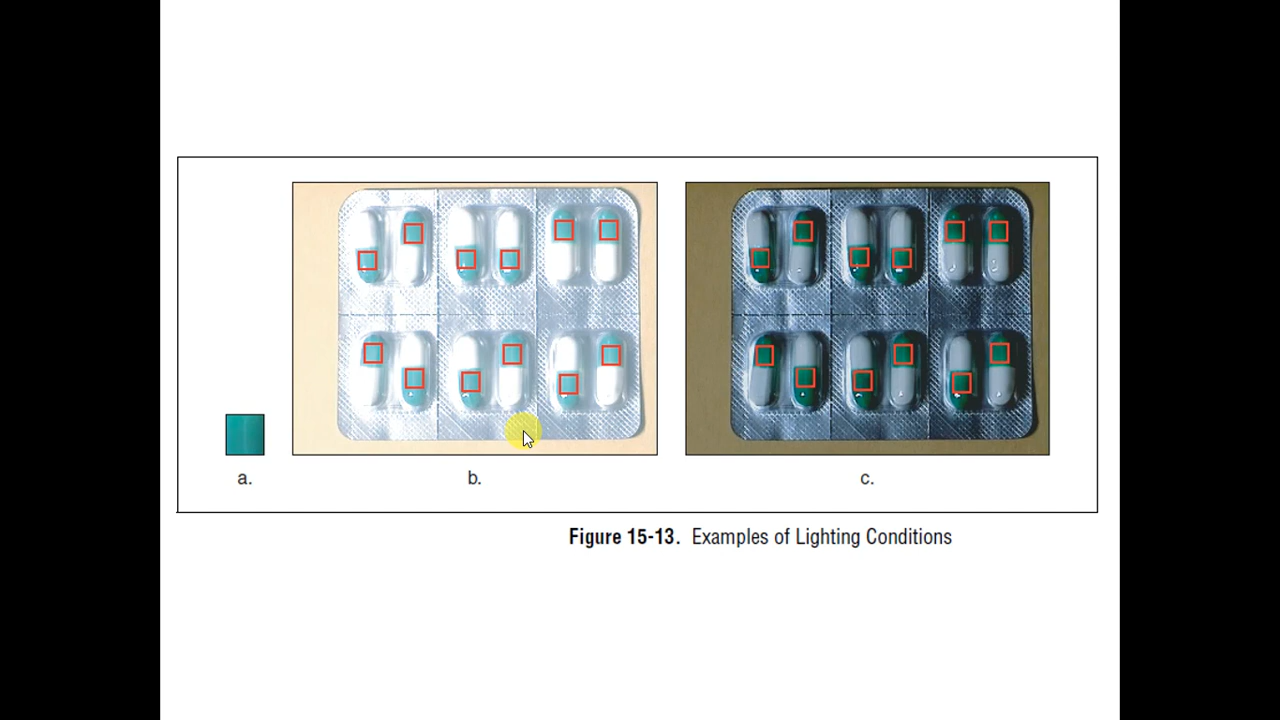 a.
b.
c.
Figure 15-13. Examples of Lighting Conditions